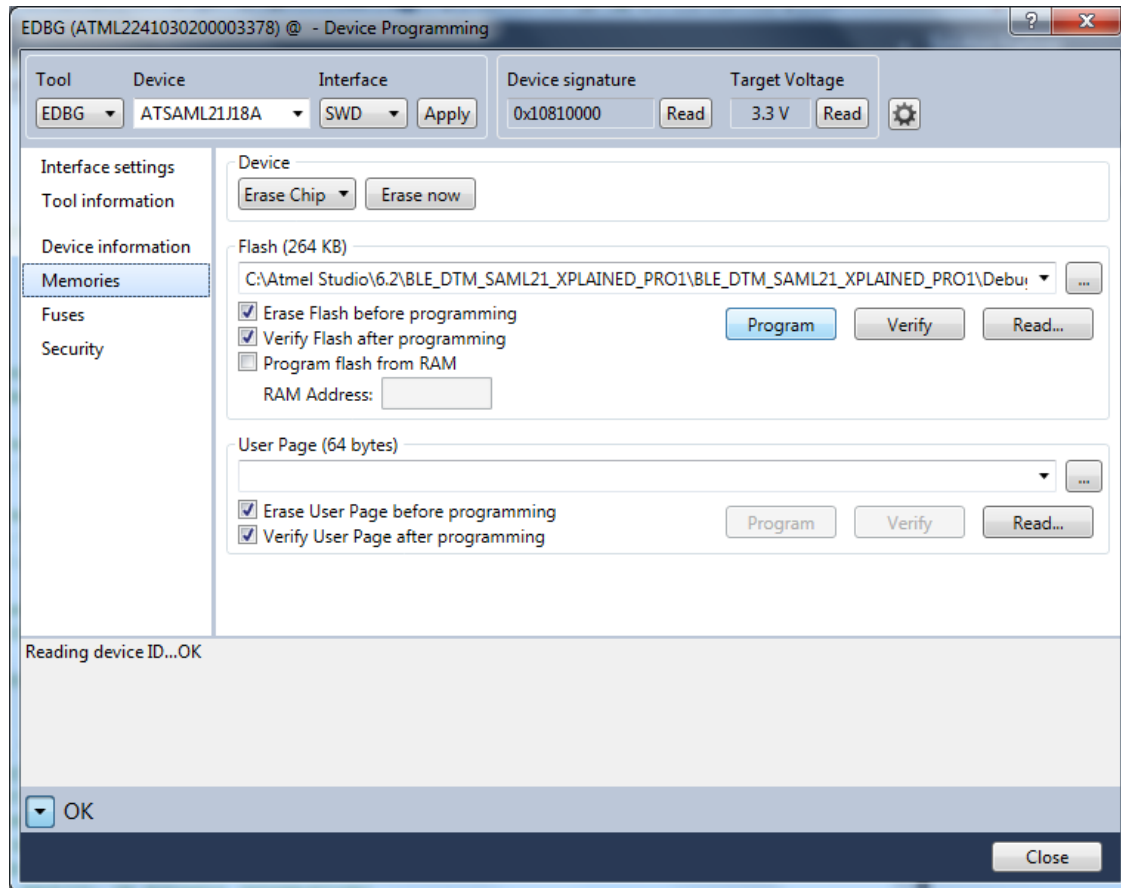 EDBG (ATML2241030200003378) @  - Device Programming
Tool Device Interface Device signature Target Voltage
EDBG ATSAML21J18A SWD Apply 0x10810000 Read 3.3 V Read
Interface settings
Tool information
Device information
Memories
Fuses
Security
Device
Erase Chip Erase now
Flash (264 KB)
C:\Atmel Studio\6.2\BLE_DTM_SAML21_XPLAINED_PRO1\BLE_DTM_SAML21_XPLAINED_PRO1\Debu ...
Erase Flash before programming
Verify Flash after programming
Program flash from RAM
RAM Address:
Program Verify Read...
User Page (64 bytes)
...
Erase User Page before programming
Verify User Page after programming
Program Verify Read...
Reading device ID...OK
OK
Close